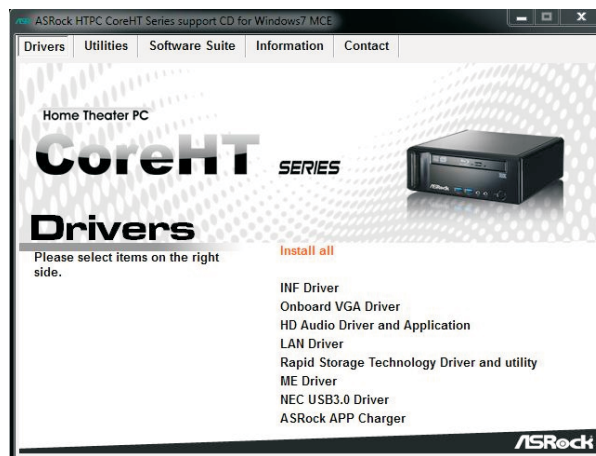 ASRock HTPC CoreHT Series support CD for Windows7 MCE
Drivers Utilities Software Suite Information Contact
Home Theater PC
CoreHT SERIES
Drivers
Please select items on the right
side.
Install all
INF Driver
Onboard VGA Driver
HD Audio Driver and Application
LAN Driver
Rapid Storage Technology Driver and utility
ME Driver
NEC USB3.0 Driver
ASRock APP Charger
ASRock